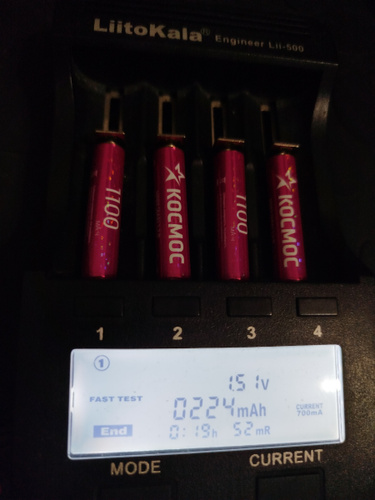 LiitoKala® Engineer Lii-500
1100
КОСМОС
1100
КОСМОС
1 2 3 4
1
1.51v
FAST TEST
0224mAh
CURRENT
700mA
End
0:19h 52mR
MODE CURRENT